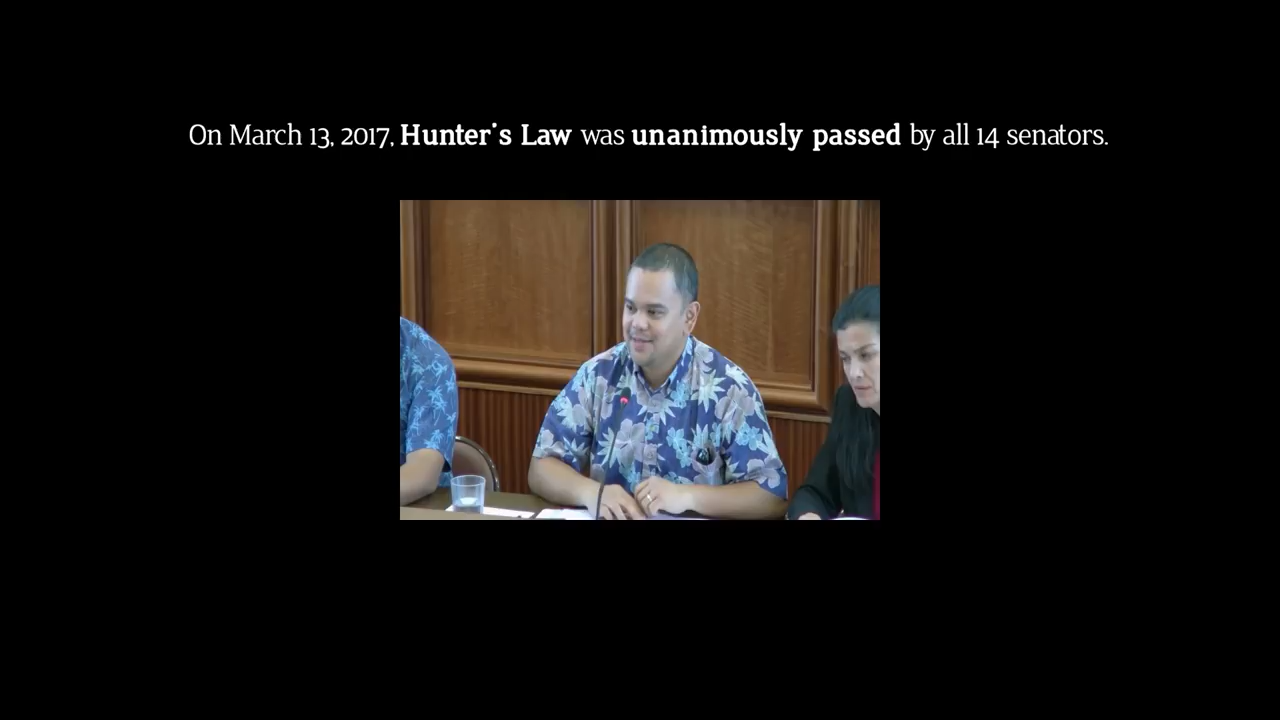 On March 13, 2017, Hunter's Law was unanimously passed by all 14 senators.